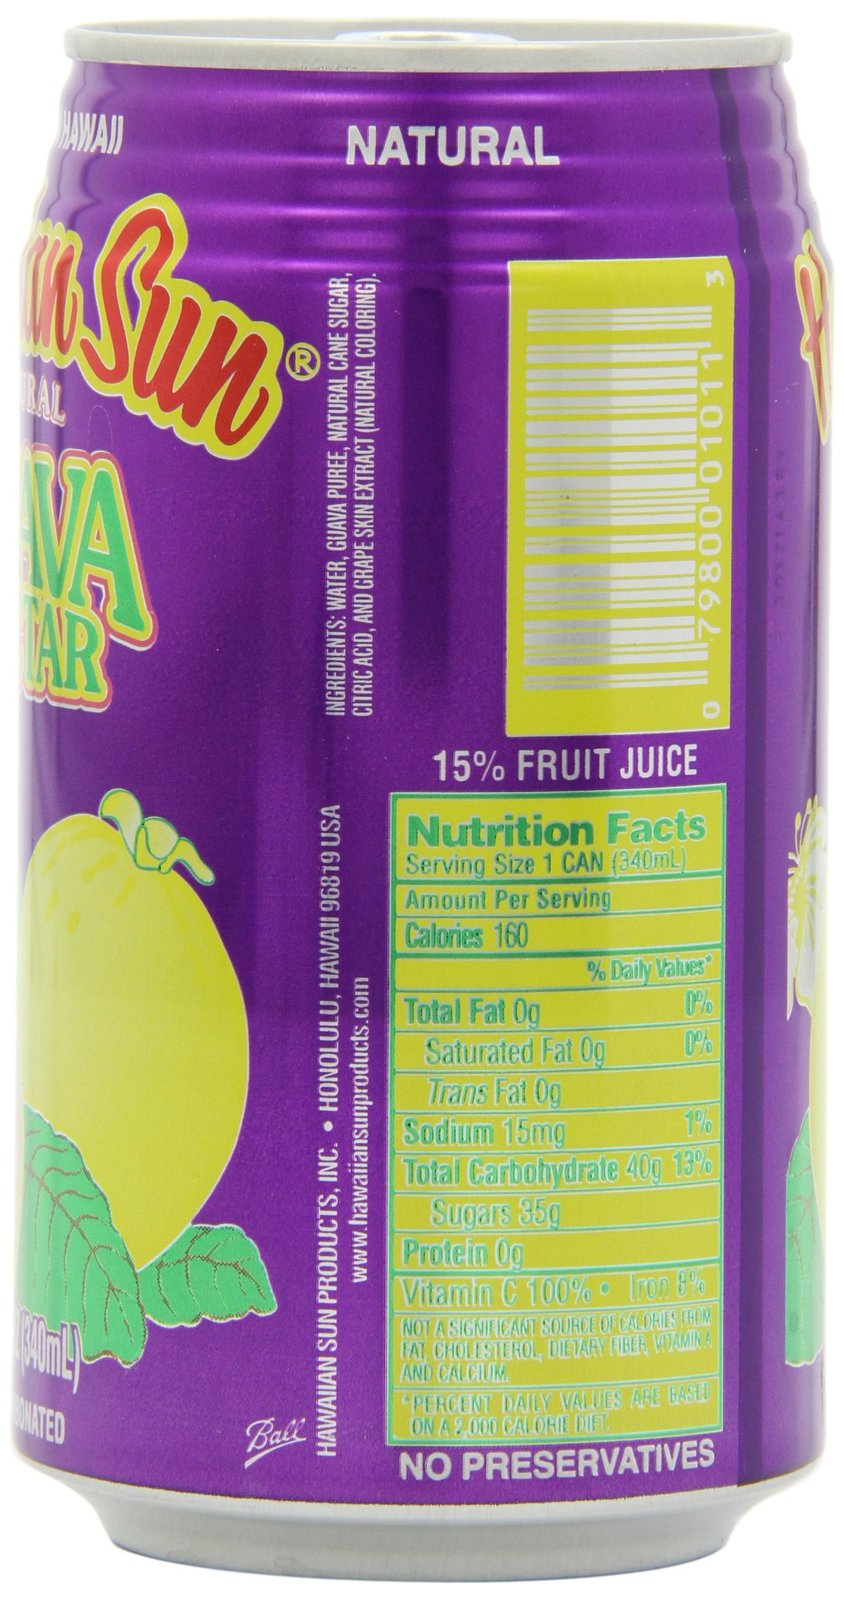 HAWAII
NATURAL
Sun®
AVA
TAR
INGREDIENTS: WATER, GUAVA PUREE, NATURAL CANE SUGAR,
CITRIC ACID, AND GRAPE SKIN EXTRACT (NATURAL COLORING).
0 79800 01011 3
15% FRUIT JUICE
Nutrition Facts
Serving Size 1 CAN (340mL)
Amount Per Serving
Calories 160
% Daily Values*
Total Fat 0g 0%
Saturated Fat 0g 0%
Trans Fat 0g
Sodium 15mg 1%
Total Carbohydrate 40g 13%
Sugars 35g
Protein 0g
Vitamin C 100% • Iron 8%
NOT A SIGNIFICANT SOURCE OF CALORIES FROM
FAT, CHOLESTEROL, DIETARY FIBER, VITAMIN A
AND CALCIUM.
*PERCENT DAILY VALUES ARE BASED
ON A 2,000 CALORIE DIET.
NO PRESERVATIVES
HAWAIIAN SUN PRODUCTS, INC. • HONOLULU, HAWAII 96819 USA
www.hawaiiansunproducts.com
(340mL)
BONATED
Ball